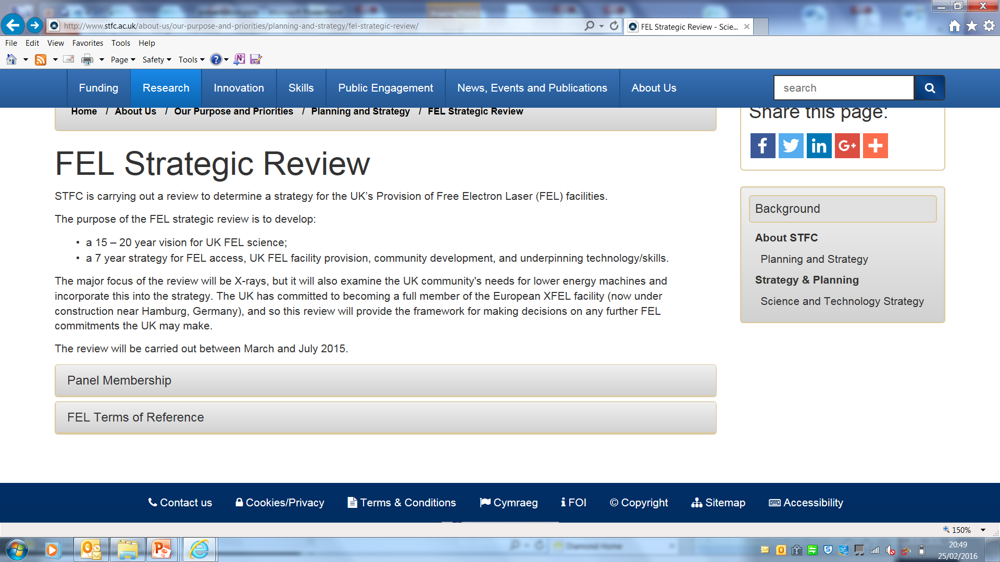 http://www.stfc.ac.uk/about-us/our-purpose-and-priorities/planning-and-strategy/fel-strategic-review/
FEL Strategic Review - Scie...
File Edit View Favorites Tools Help
Page Safety Tools
Funding Research Innovation Skills Public Engagement News, Events and Publications About Us search
Home / About Us / Our Purpose and Priorities / Planning and Strategy / FEL Strategic Review
Share this page:
FEL Strategic Review
STFC is carrying out a review to determine a strategy for the UK’s Provision of Free Electron Laser (FEL) facilities.
The purpose of the FEL strategic review is to develop:
• a 15 – 20 year vision for UK FEL science;
• a 7 year strategy for FEL access, UK FEL facility provision, community development, and underpinning technology/skills.
The major focus of the review will be X-rays, but it will also examine the UK community's needs for lower energy machines and
incorporate this into the strategy. The UK has committed to becoming a full member of the European XFEL facility (now under
construction near Hamburg, Germany), and so this review will provide the framework for making decisions on any further FEL
commitments the UK may make.
The review will be carried out between March and July 2015.
Panel Membership
FEL Terms of Reference
Background
About STFC
Planning and Strategy
Strategy & Planning
Science and Technology Strategy
Contact us Cookies/Privacy Terms & Conditions Cymraeg FOI © Copyright Sitemap Accessibility
150%
20:49
25/02/2016